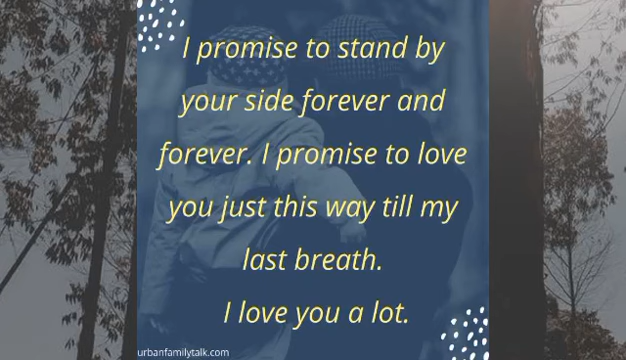 I promise to stand by
your side forever and
forever. I promise to love
you just this way till my
last breath.
I love you a lot.
urbanfamilytalk.com